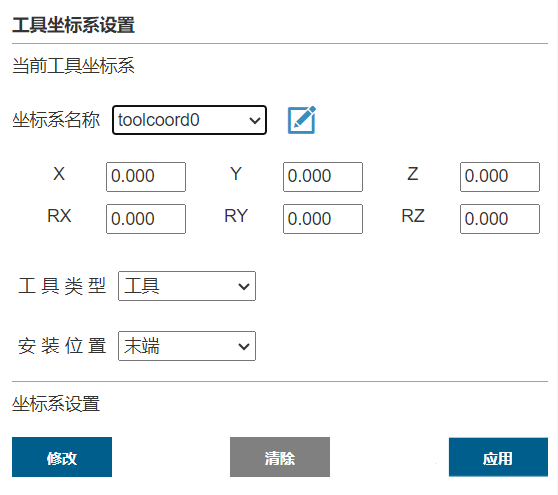 工具坐标系设置
当前工具坐标系
坐标系名称 toolcoord0
X 0.000 Y 0.000 Z 0.000
RX 0.000 RY 0.000 RZ 0.000
工具类型 工具
安装位置 末端
坐标系设置
修改 清除 应用